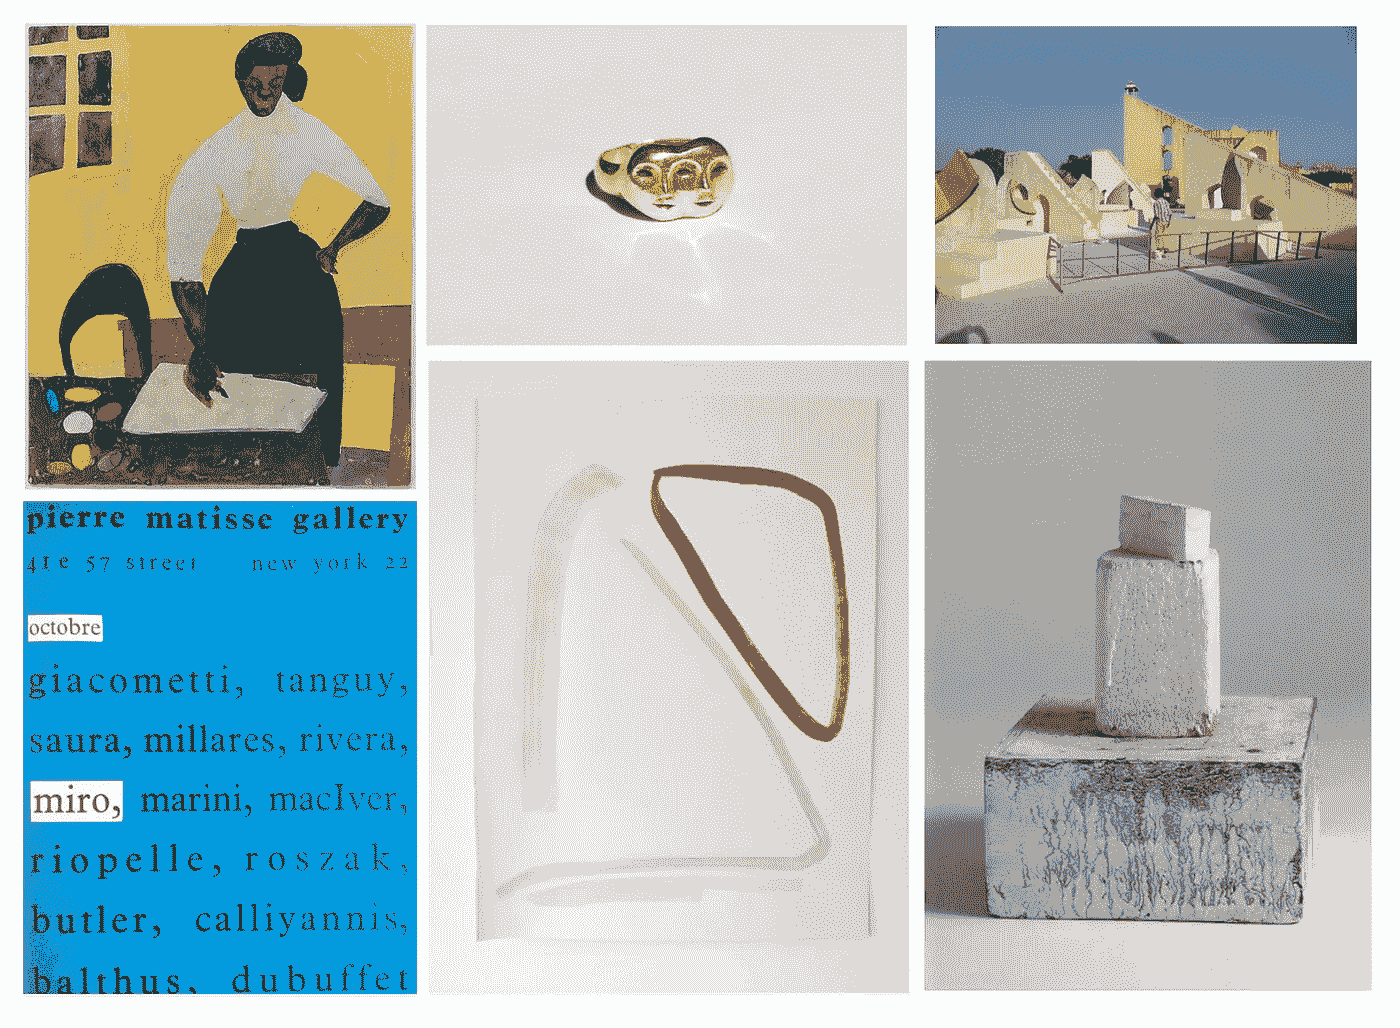 pierre matisse gallery
41 e 57 street new york 22
octobre
giacometti, tanguy,
saura, millares, rivera,
miro, marini, macIver,
riopelle, roszak,
butler, calliyannis,
balthus, dubuffet